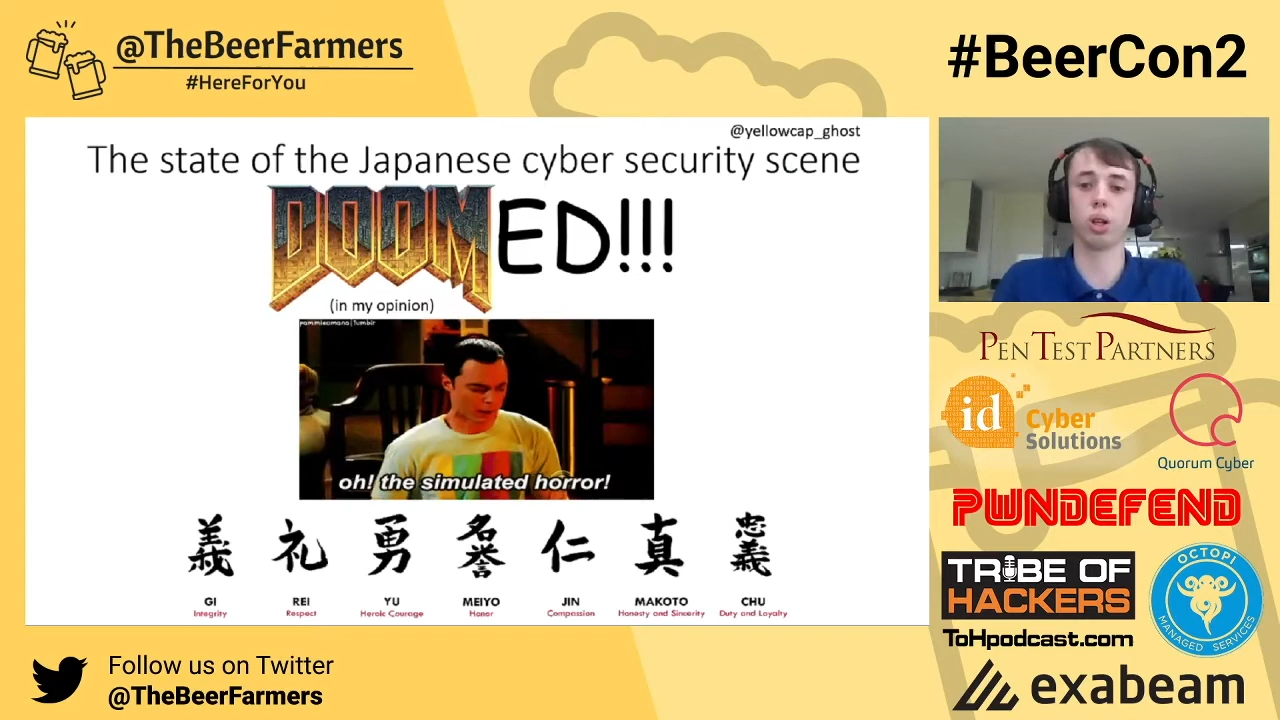 @TheBeerFarmers
#HereForYou
#BeerCon2
@yellowcap_ghost
The state of the Japanese cyber security scene
DOOMED!!!
(in my opinion)
oh! the simulated horror!
義 礼 勇 名誉 仁 真 忠義
GI REI YU MEIYO JIN MAKOTO CHU
Integrity Respect Heroic Courage Honor Compassion Honesty and Sincerity Duty and Loyalty
PEN TEST PARTNERS
id Cyber
Solutions
Quorum Cyber
PWNDEFEND
TRIBE OF
HACKERS
ToHpodcast.com
OCTOPI
MANAGED SERVICES
exabeam
Follow us on Twitter
@TheBeerFarmers